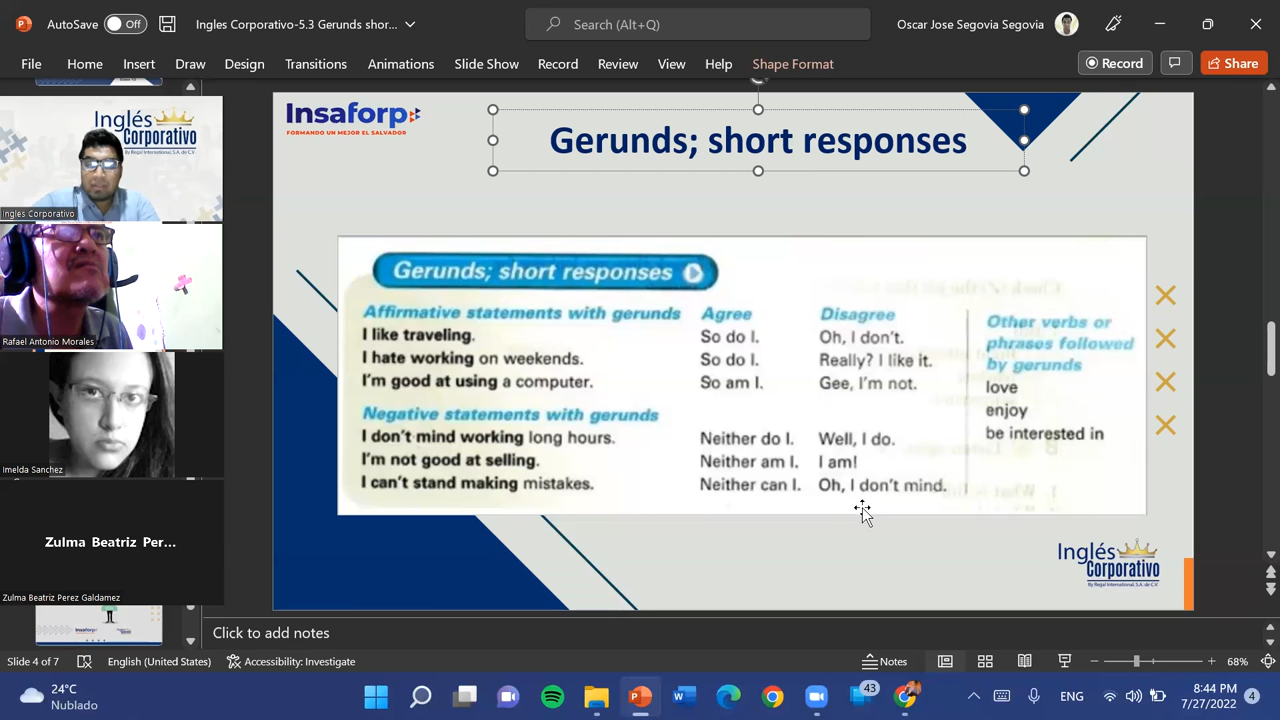 AutoSave Off Ingles Corporativo-5.3 Gerunds shor... Search (Alt+Q) Oscar Jose Segovia Segovia
File Home Insert Draw Design Transitions Animations Slide Show Record Review View Help Shape Format Record Share
Inglés
Corporativo
By Regal International, S.A. de C.V.
Ingles Corporativo
Rafael Antonio Morales
Imelda Sanchez
Zulma Beatriz Per...
Zulma Beatriz Perez Galdamez
Insaforp
FORMANDO UN MEJOR EL SALVADOR
Gerunds; short responses
Gerunds; short responses
Affirmative statements with gerunds Agree Disagree
I like traveling. So do I. Oh, I don't.
I hate working on weekends. So do I. Really? I like it.
I'm good at using a computer. So am I. Gee, I'm not.
Negative statements with gerunds
I don't mind working long hours. Neither do I. Well, I do.
I'm not good at selling. Neither am I. I am!
I can't stand making mistakes. Neither can I. Oh, I don't mind.
Other verbs or
phrases followed
by gerunds
love
enjoy
be interested in
Inglés
Corporativo
By Regal International, S.A. de C.V.
Click to add notes
Slide 4 of 7 English (United States) Accessibility: Investigate Notes 68%
24°C
Nublado
43
ENG
8:44 PM
7/27/2022
4